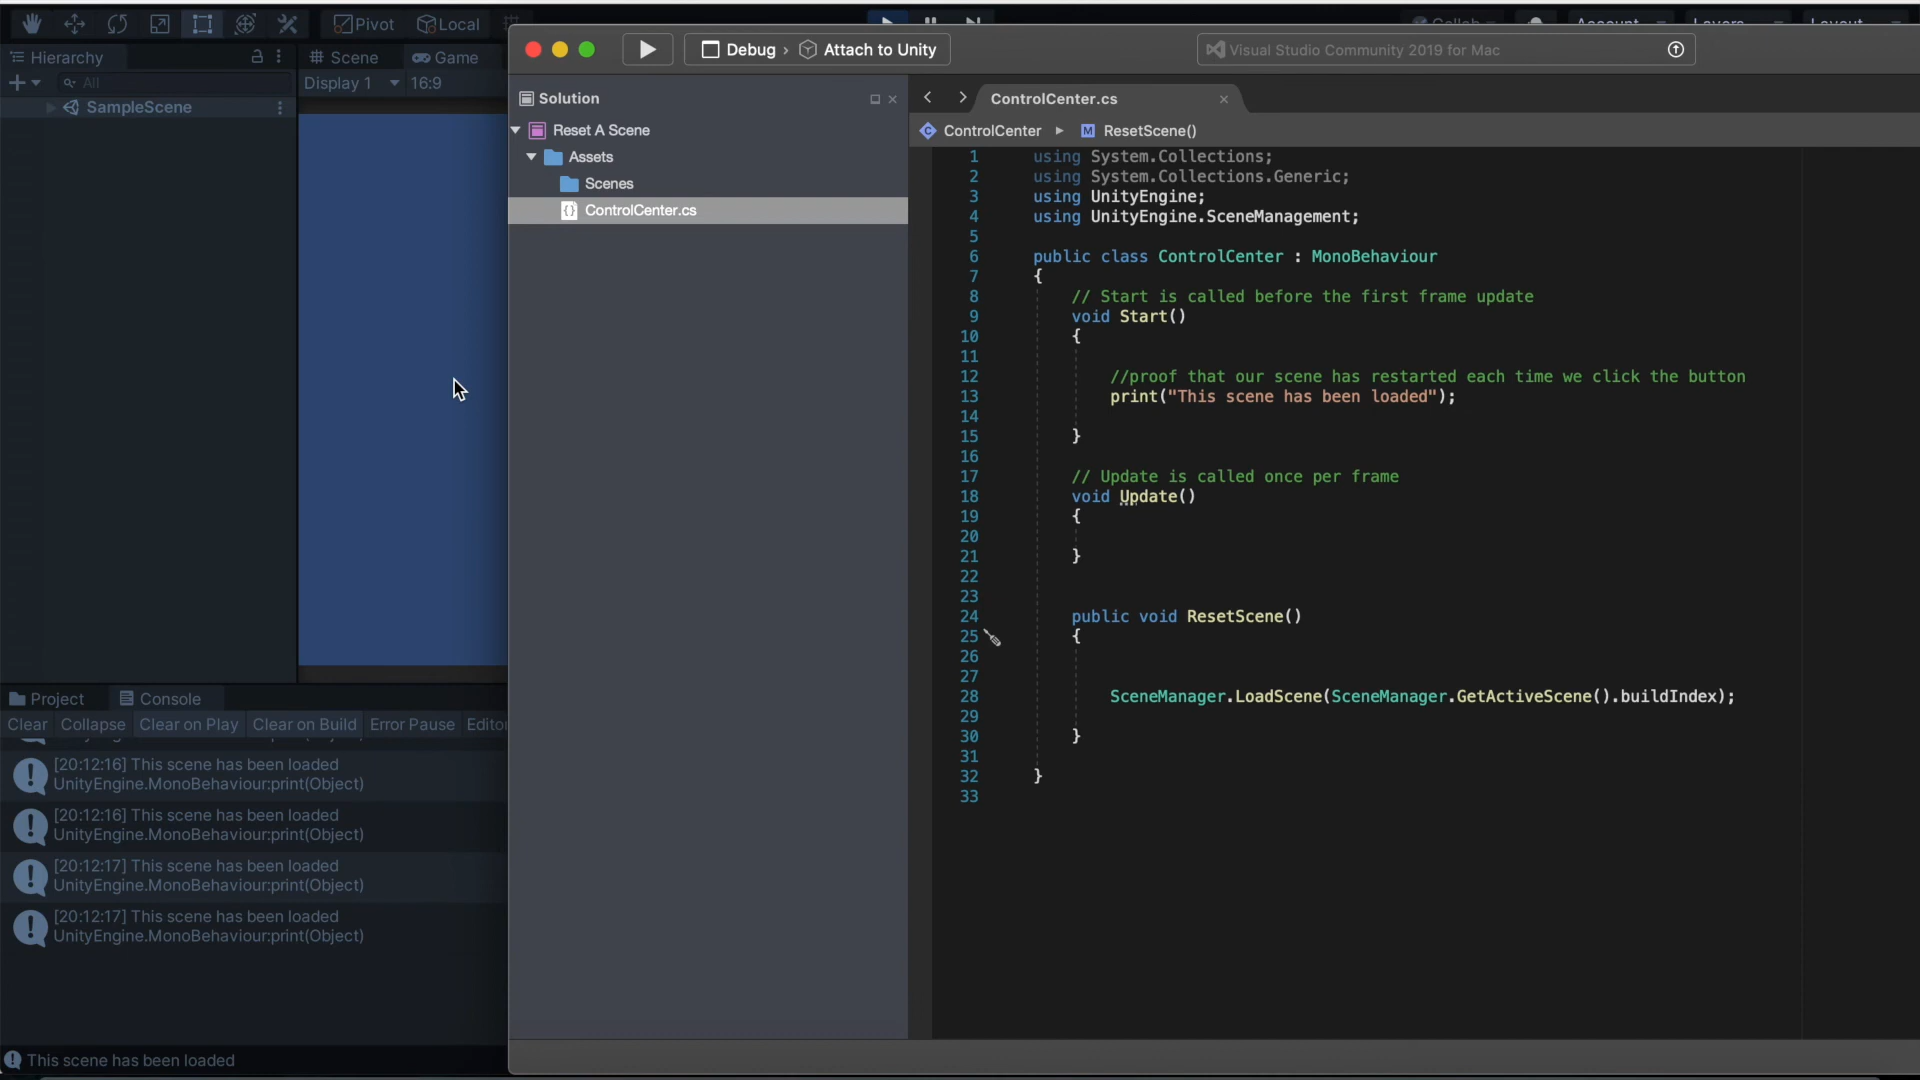 Pivot
Local
Collab
Account
Layers
Layout
Hierarchy
All
SampleScene
Scene
Game
Display 1
16:9
Debug › Attach to Unity
Visual Studio Community 2019 for Mac
Solution
Reset A Scene
Assets
Scenes
ControlCenter.cs
ControlCenter.cs
ControlCenter
ResetScene()
1 using System.Collections;
2 using System.Collections.Generic;
3 using UnityEngine;
4 using UnityEngine.SceneManagement;
5
6 public class ControlCenter : MonoBehaviour
7 {
8 // Start is called before the first frame update
9 void Start()
10 {
11
12 //proof that our scene has restarted each time we click the button
13 print("This scene has been loaded");
14
15 }
16
17 // Update is called once per frame
18 void Update()
19 {
20
21 }
22
23
24 public void ResetScene()
25 {
26
27
28 SceneManager.LoadScene(SceneManager.GetActiveScene().buildIndex);
29
30 }
31
32 }
33
Project
Console
Clear Collapse Clear on Play Clear on Build Error Pause Editor
[20:12:16] This scene has been loaded
UnityEngine.MonoBehaviour:print(Object)
[20:12:16] This scene has been loaded
UnityEngine.MonoBehaviour:print(Object)
[20:12:17] This scene has been loaded
UnityEngine.MonoBehaviour:print(Object)
[20:12:17] This scene has been loaded
UnityEngine.MonoBehaviour:print(Object)
This scene has been loaded